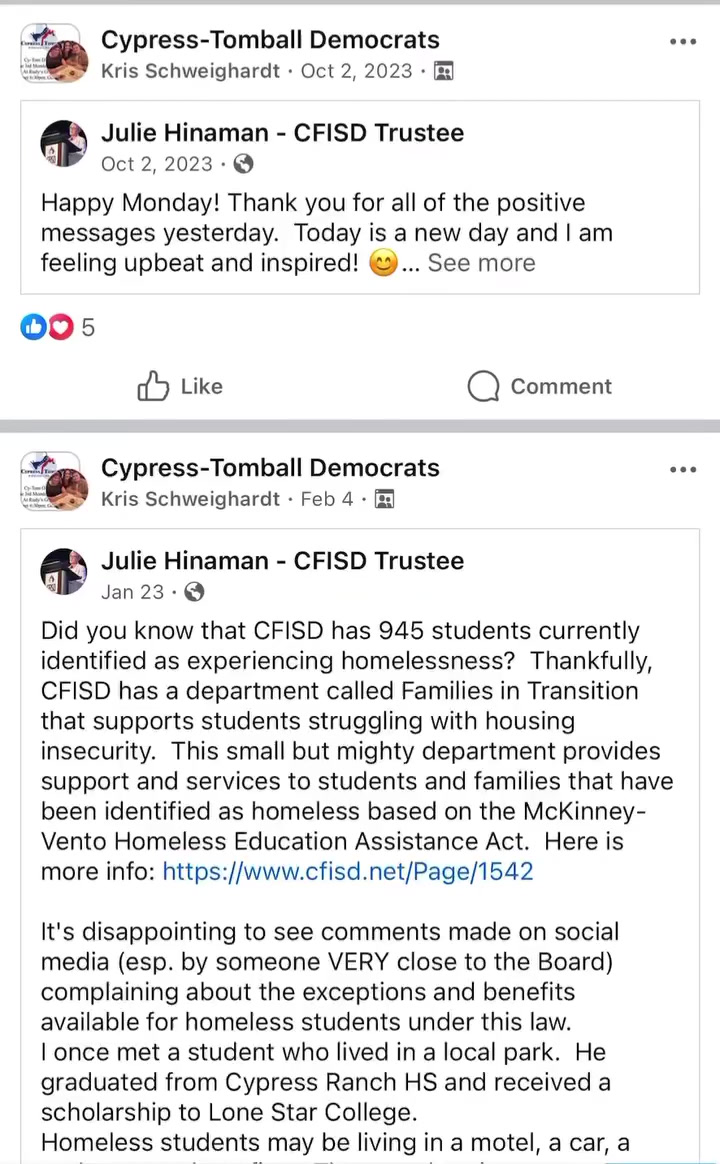 Cypress-Tomball Democrats
Kris Schweighardt · Oct 2, 2023 ·
Julie Hinaman - CFISD Trustee
Oct 2, 2023 ·
Happy Monday! Thank you for all of the positive
messages yesterday.  Today is a new day and I am
feeling upbeat and inspired! 😊... See more
5
Like
Comment
Cypress-Tomball Democrats
Kris Schweighardt · Feb 4 ·
Julie Hinaman - CFISD Trustee
Jan 23 ·
Did you know that CFISD has 945 students currently
identified as experiencing homelessness?  Thankfully,
CFISD has a department called Families in Transition
that supports students struggling with housing
insecurity.  This small but mighty department provides
support and services to students and families that have
been identified as homeless based on the McKinney-
Vento Homeless Education Assistance Act.  Here is
more info: https://www.cfisd.net/Page/1542
It's disappointing to see comments made on social
media (esp. by someone VERY close to the Board)
complaining about the exceptions and benefits
available for homeless students under this law.
I once met a student who lived in a local park.  He
graduated from Cypress Ranch HS and received a
scholarship to Lone Star College.
Homeless students may be living in a motel, a car, a